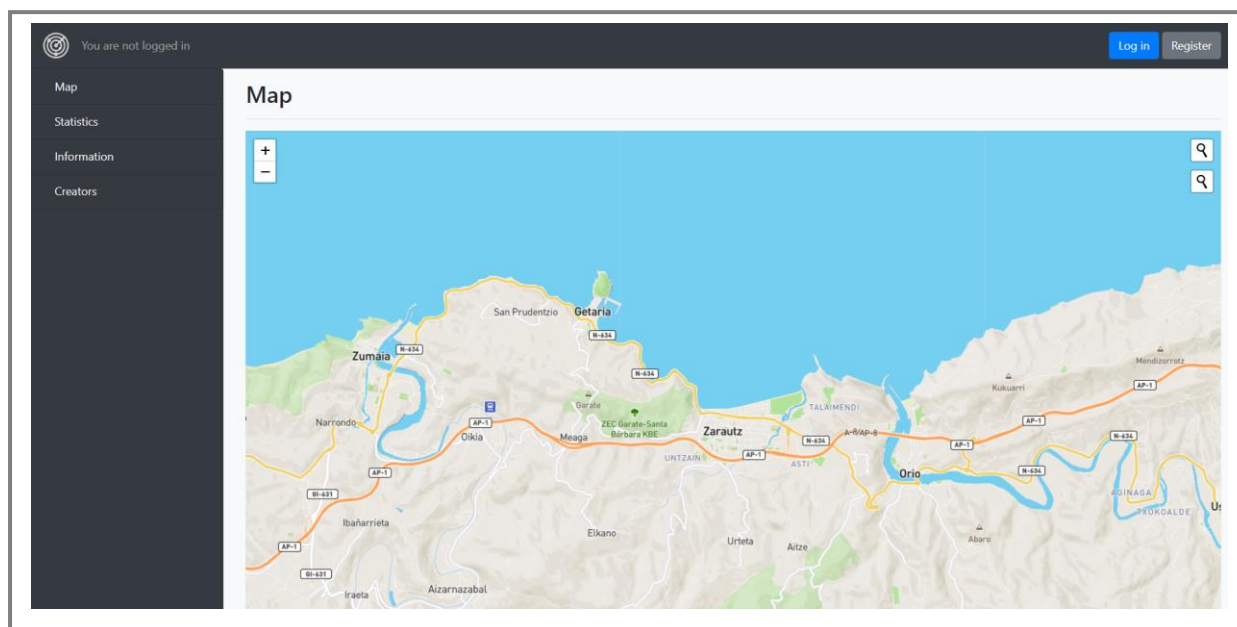 You are not logged in
Log in
Register
Map
Statistics
Information
Creators
Map
+
−
San Prudentzio
Getaria
N-634
Zumaia
N-634
N-634
Mendizorrotz
Kukuarri
AP-1
Garate
TALAIMENDI
Narrondo
AP-1
ZEC Garate-Santa
Bárbara KBE
Oikia
Meaga
Zarautz
N-634
A-8/AP-8
AP-1
N-634
UNTZAIN
AP-1
ASTI
AP-1
Orio
N-634
GI-631
AGINAGA
Us
TXOKOALDE
Ibañarrieta
Elkano
Urteta
Aitze
Abaro
AP-1
GI-631
Iraeta
Aizarnazabal